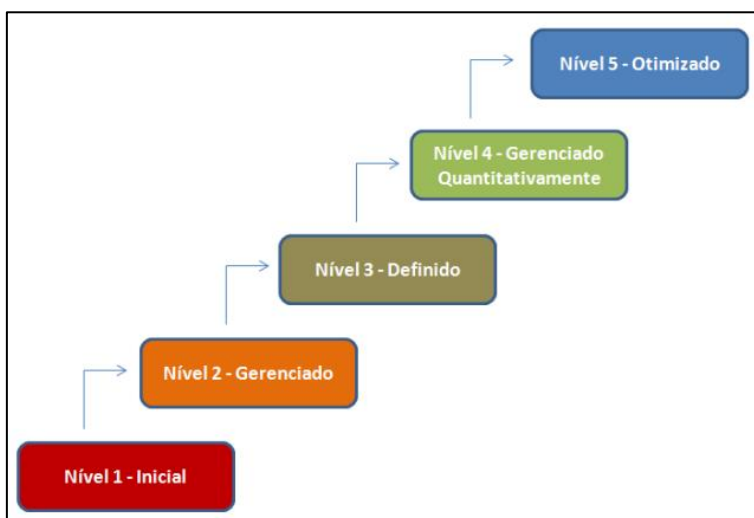 Nível 5 - Otimizado
Nível 4 - Gerenciado
Quantitativamente
Nível 3 - Definido
Nível 2 - Gerenciado
Nível 1 - Inicial